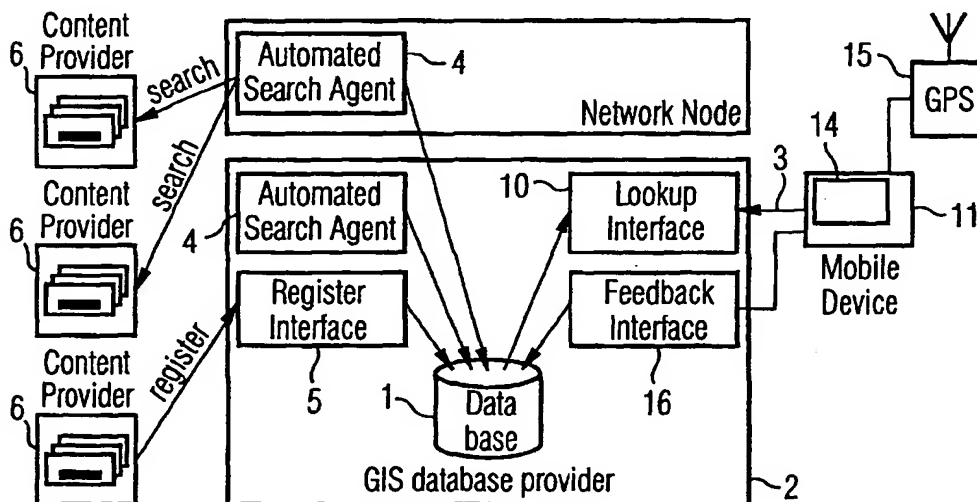 Content
Provider
6
search
Automated
Search Agent
4
Network Node
15
GPS
search
Content
Provider
6
4
Automated
Search Agent
10
Lookup
Interface
3
14
11
Mobile
Device
Register
Interface
5
Feedback
Interface
16
register
Content
Provider
6
1
Data
base
GIS database provider
2